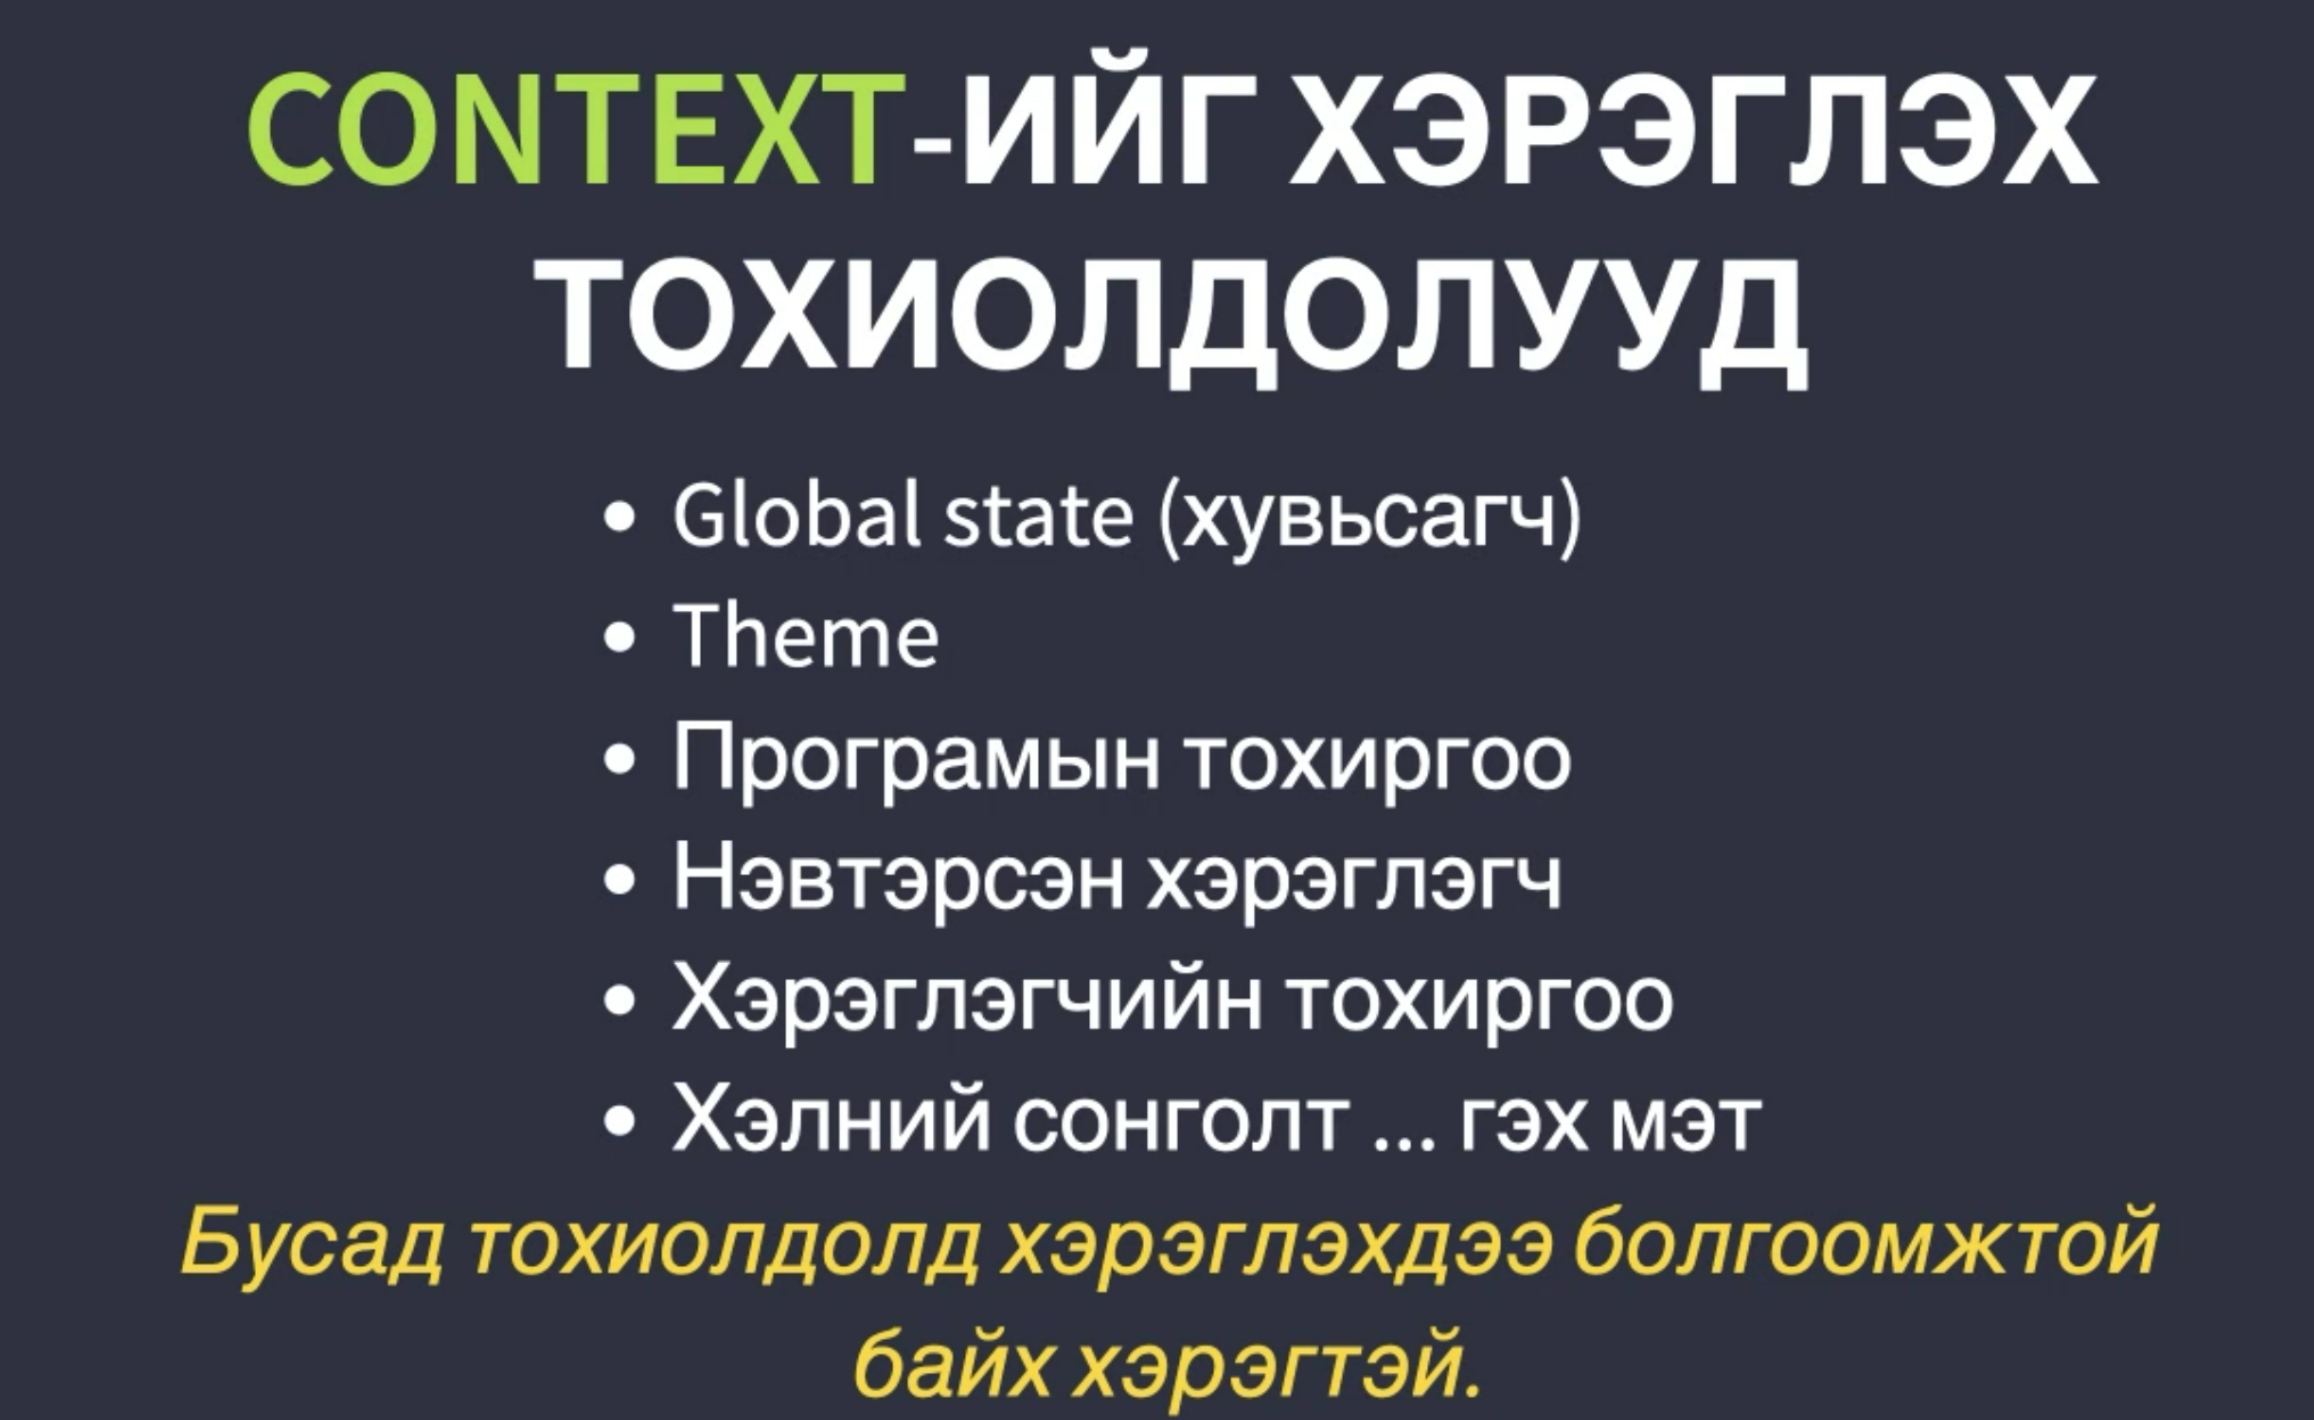 CONTEXT-ИЙГ ХЭРЭГЛЭХ
ТОХИОЛДОЛУУД
• Global state (хувьсагч)
• Theme
• Програмын тохиргоо
• Нэвтэрсэн хэрэглэгч
• Хэрэглэгчийн тохиргоо
• Хэлний сонголт ... гэх мэт
Бусад тохиолдолд хэрэглэхдээ болгоомжтой
байх хэрэгтэй.